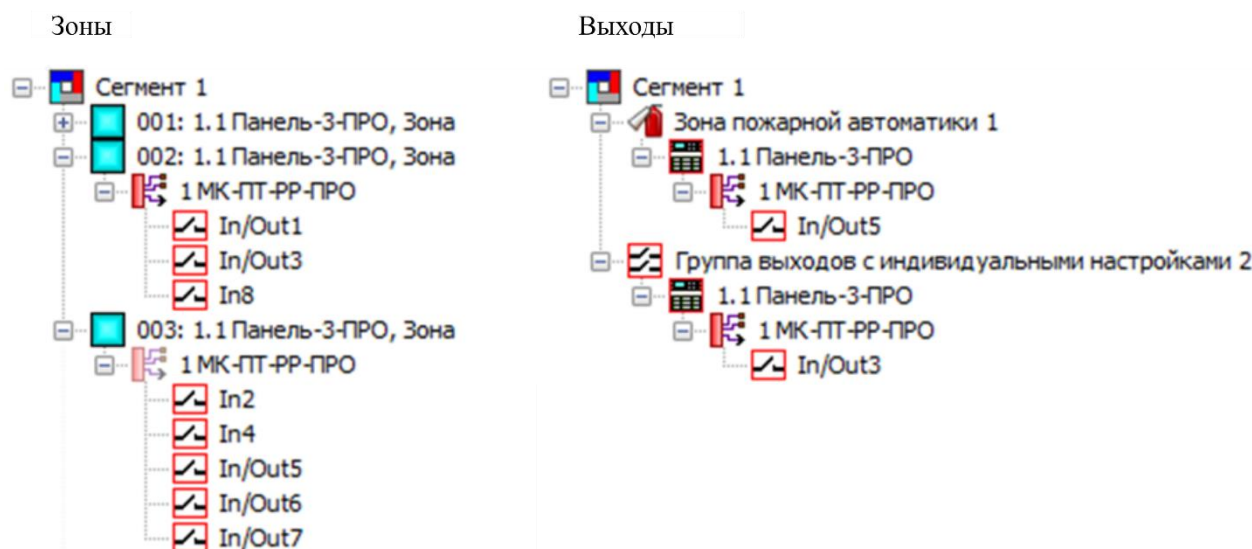 Зоны
Сегмент 1
001: 1.1 Панель-3-ПРО, Зона
002: 1.1 Панель-3-ПРО, Зона
1 МК-ПТ-РР-ПРО
In/Out1
In/Out3
In8
003: 1.1 Панель-3-ПРО, Зона
1 МК-ПТ-РР-ПРО
In2
In4
In/Out5
In/Out6
In/Out7
Выходы
Сегмент 1
Зона пожарной автоматики 1
1.1 Панель-3-ПРО
1 МК-ПТ-РР-ПРО
In/Out5
Группа выходов с индивидуальными настройками 2
1.1 Панель-3-ПРО
1 МК-ПТ-РР-ПРО
In/Out3